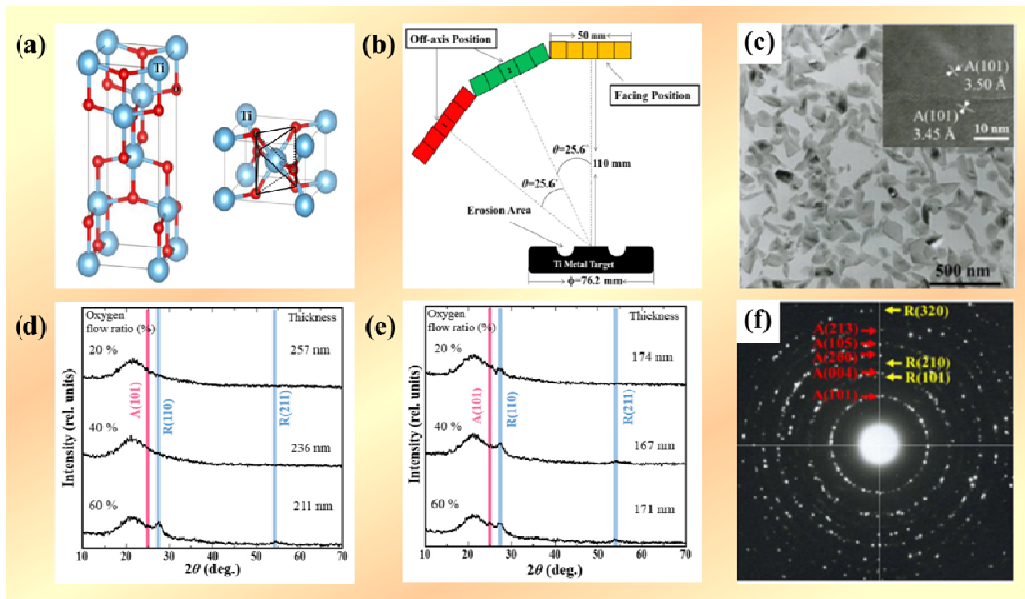 (a)
Ti
O
Ti
(b)
Off-axis Position
50 mm
2
1
Facing Position
θ=25.6°
110 mm
θ=25.6°
Erosion Area
Ti Metal Target
ϕ=76.2 mm
(c)
A(101)
3.50 Å
A(101)
3.45 Å
10 nm
500 nm
(d)
Oxygen
flow ratio (%)
Thickness
20 %
257 nm
40 %
236 nm
60 %
211 nm
A(101)
R(110)
R(211)
Intensity (rel. units)
10 20 30 40 50 60 70
2θ (deg.)
(e)
Oxygen
flow ratio (%)
Thickness
20 %
174 nm
40 %
167 nm
60 %
171 nm
A(101)
R(110)
R(211)
Intensity (rel. units)
10 20 30 40 50 60 70
2θ (deg.)
(f)
R(320)
A(213)
A(105)
A(200)
R(210)
A(004)
R(101)
A(101)